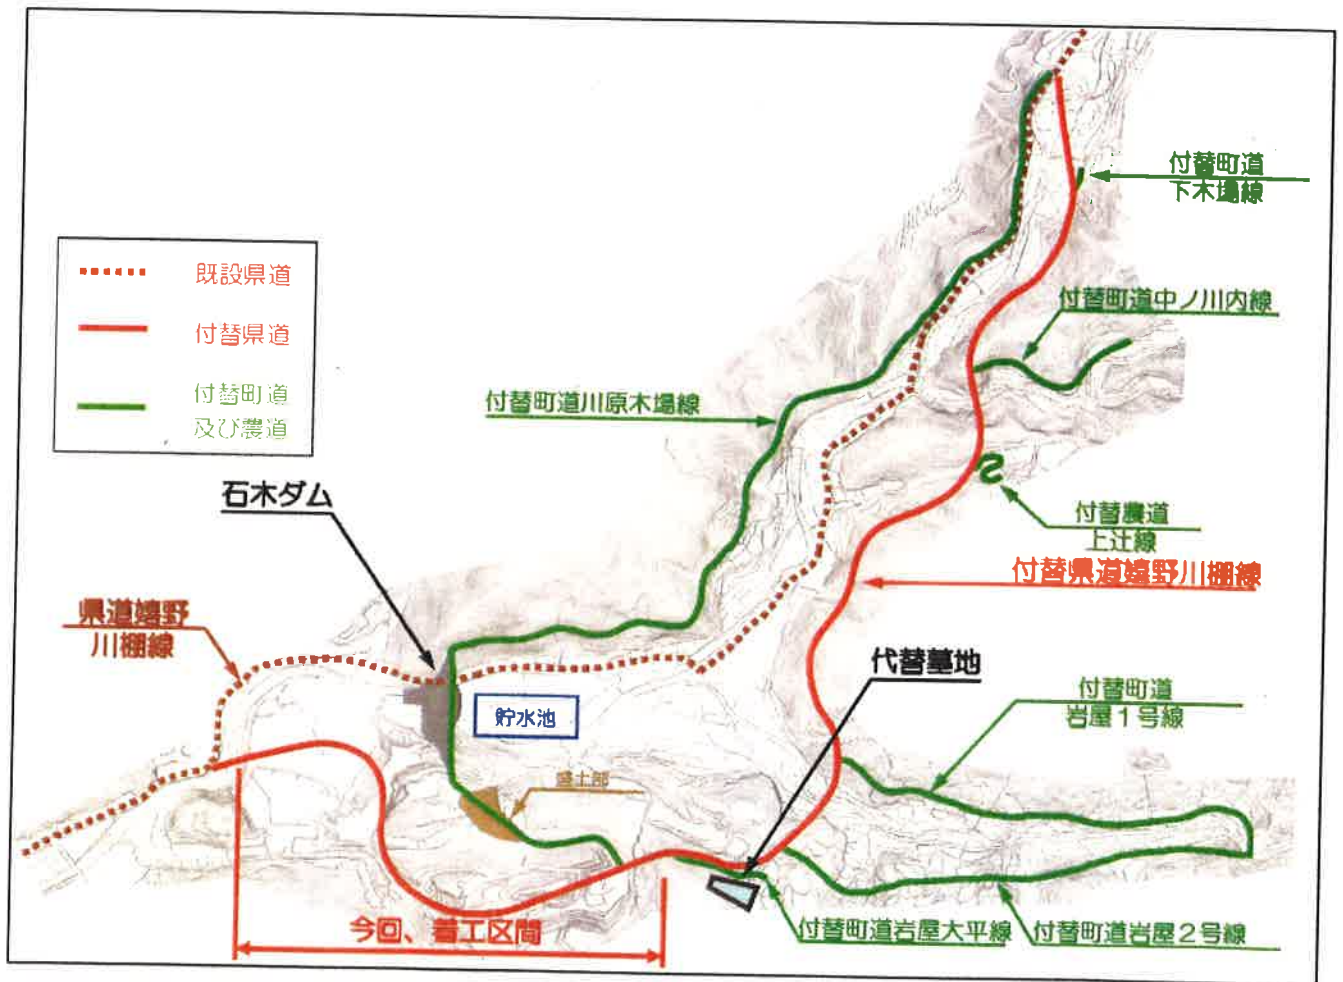 付替町道
下木場線
既設県道
付替県道
付替町道
及び農道
付替町道中ノ川内線
付替町道川原木場線
石木ダム
付替農道
上辻線
付替県道嬉野川棚線
県道嬉野
川棚線
代替墓地
付替町道
岩屋1号線
貯水池
盛土部
今回、着工区間
付替町道岩屋大平線
付替町道岩屋2号線